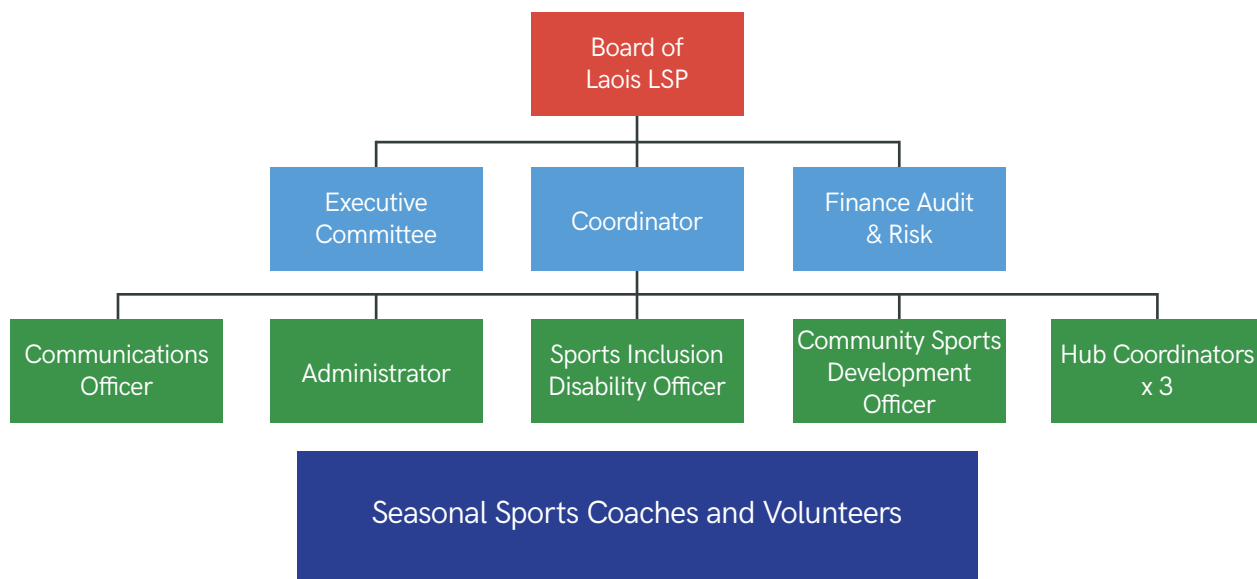 Board of
Laois LSP
Executive
Committee
Coordinator
Finance Audit
& Risk
Communications
Officer
Administrator
Sports Inclusion
Disability Officer
Community Sports
Development
Officer
Hub Coordinators
x 3
Seasonal Sports Coaches and Volunteers